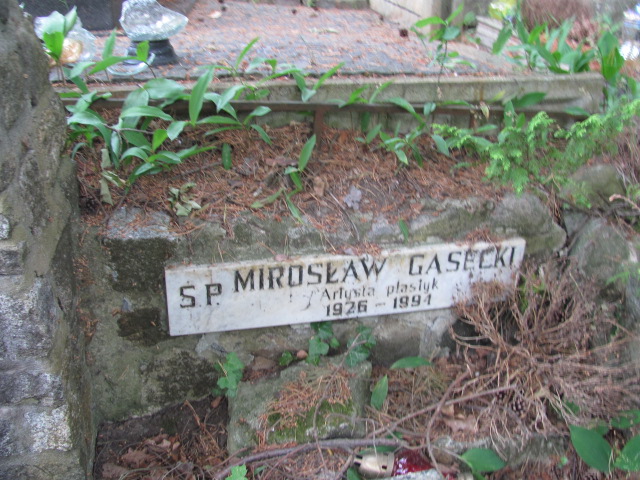 Ś.P. MIROSŁAW GASECKI
Artysta plastyk
1926 - 1994